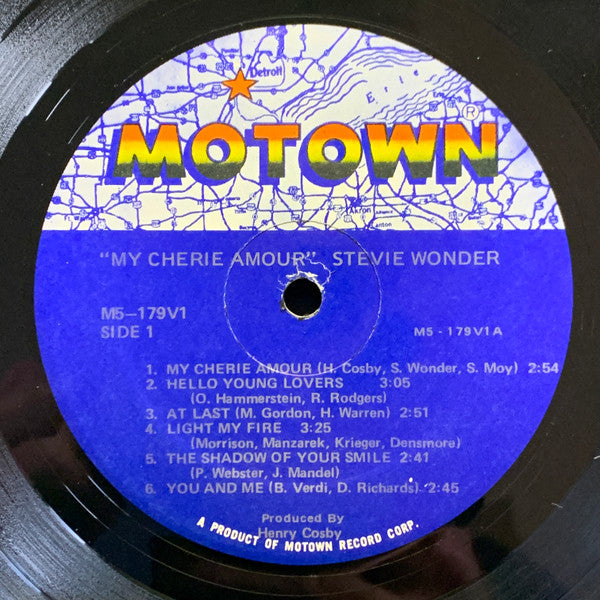 Detroit
Erie
MOTOWN®
Akron
Canton
"MY CHERIE AMOUR" STEVIE WONDER
M5-179V1
SIDE 1
M5-179V1A
1. MY CHERIE AMOUR (H. Cosby, S. Wonder, S. Moy) 2:54
2. HELLO YOUNG LOVERS 3:05
(O. Hammerstein, R. Rodgers)
3. AT LAST (M. Gordon, H. Warren) 2:51
4. LIGHT MY FIRE 3:25
(Morrison, Manzarek, Krieger, Densmore)
5. THE SHADOW OF YOUR SMILE 2:41
(P. Webster, J. Mandel)
6. YOU AND ME (B. Verdi, D. Richards) 2:45
Produced By
Henry Cosby
A PRODUCT OF MOTOWN RECORD CORP.